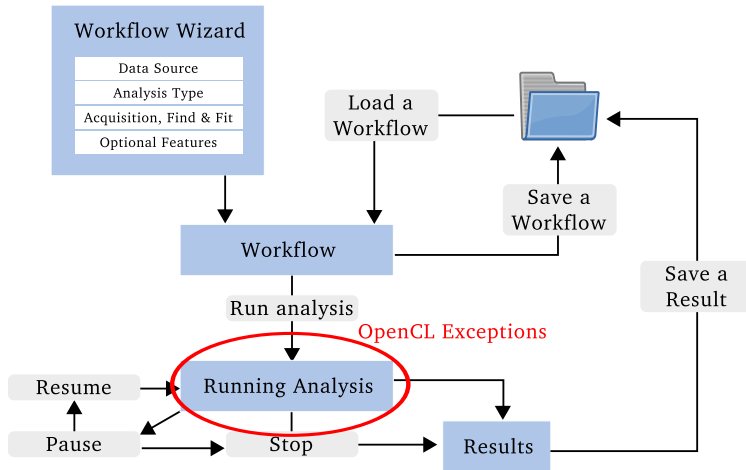 Workflow Wizard
Data Source
Analysis Type
Acquisition, Find & Fit
Optional Features
Load a
Workflow
Save a
Workflow
Workflow
Save a
Result
Run analysis
OpenCL Exceptions
Running Analysis
Resume
Pause
Stop
Results